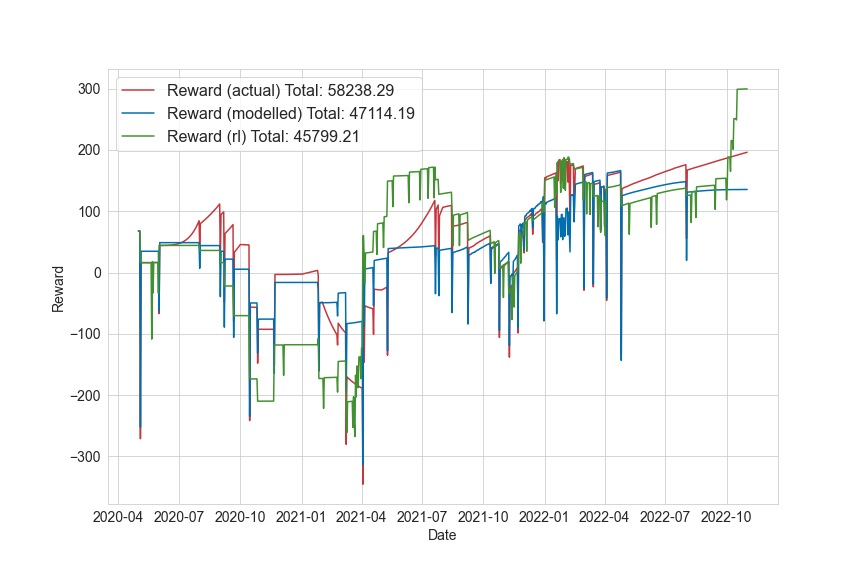 Reward (actual) Total: 58238.29
Reward (modelled) Total: 47114.19
Reward (rl) Total: 45799.21
300
200
100
0
−100
−200
−300
Reward
2020-04 2020-07 2020-10 2021-01 2021-04 2021-07 2021-10 2022-01 2022-04 2022-07 2022-10
Date